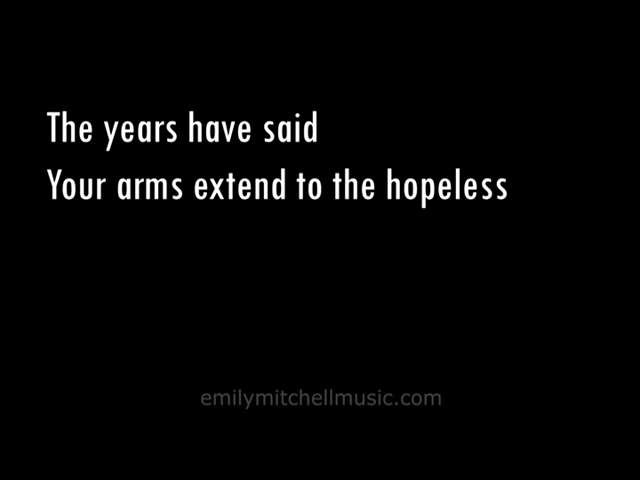 The years have said
Your arms extend to the hopeless
emilymitchellmusic.com